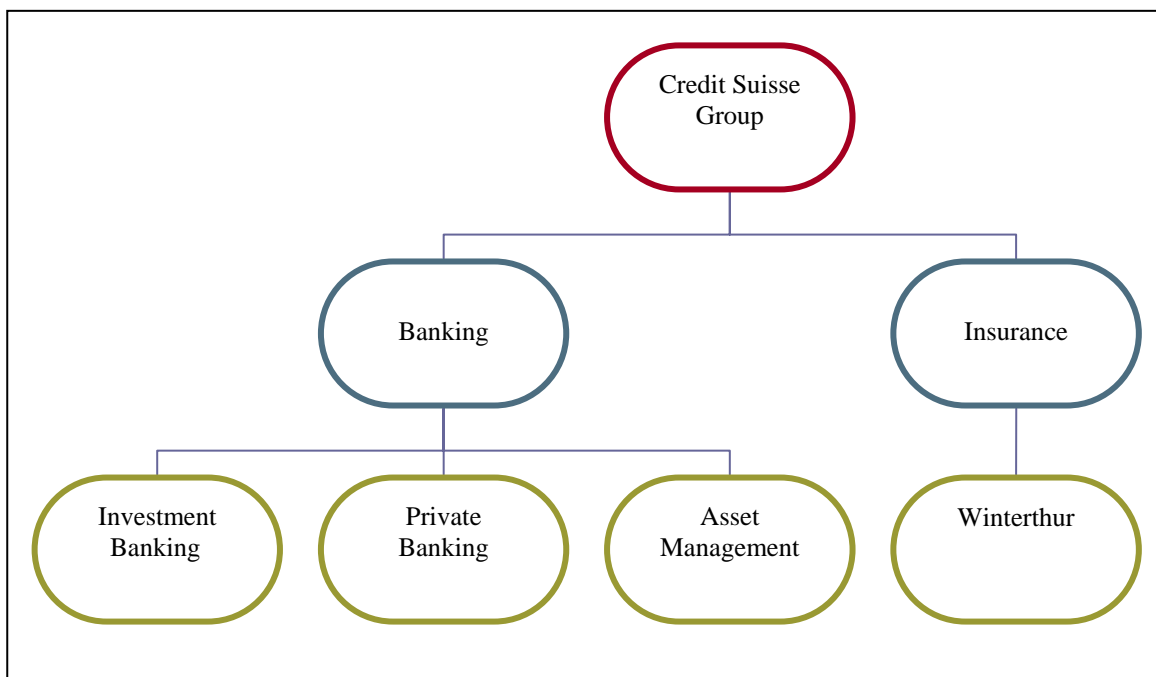 Credit Suisse
Group
Banking
Insurance
Investment
Banking
Private
Banking
Asset
Management
Winterthur